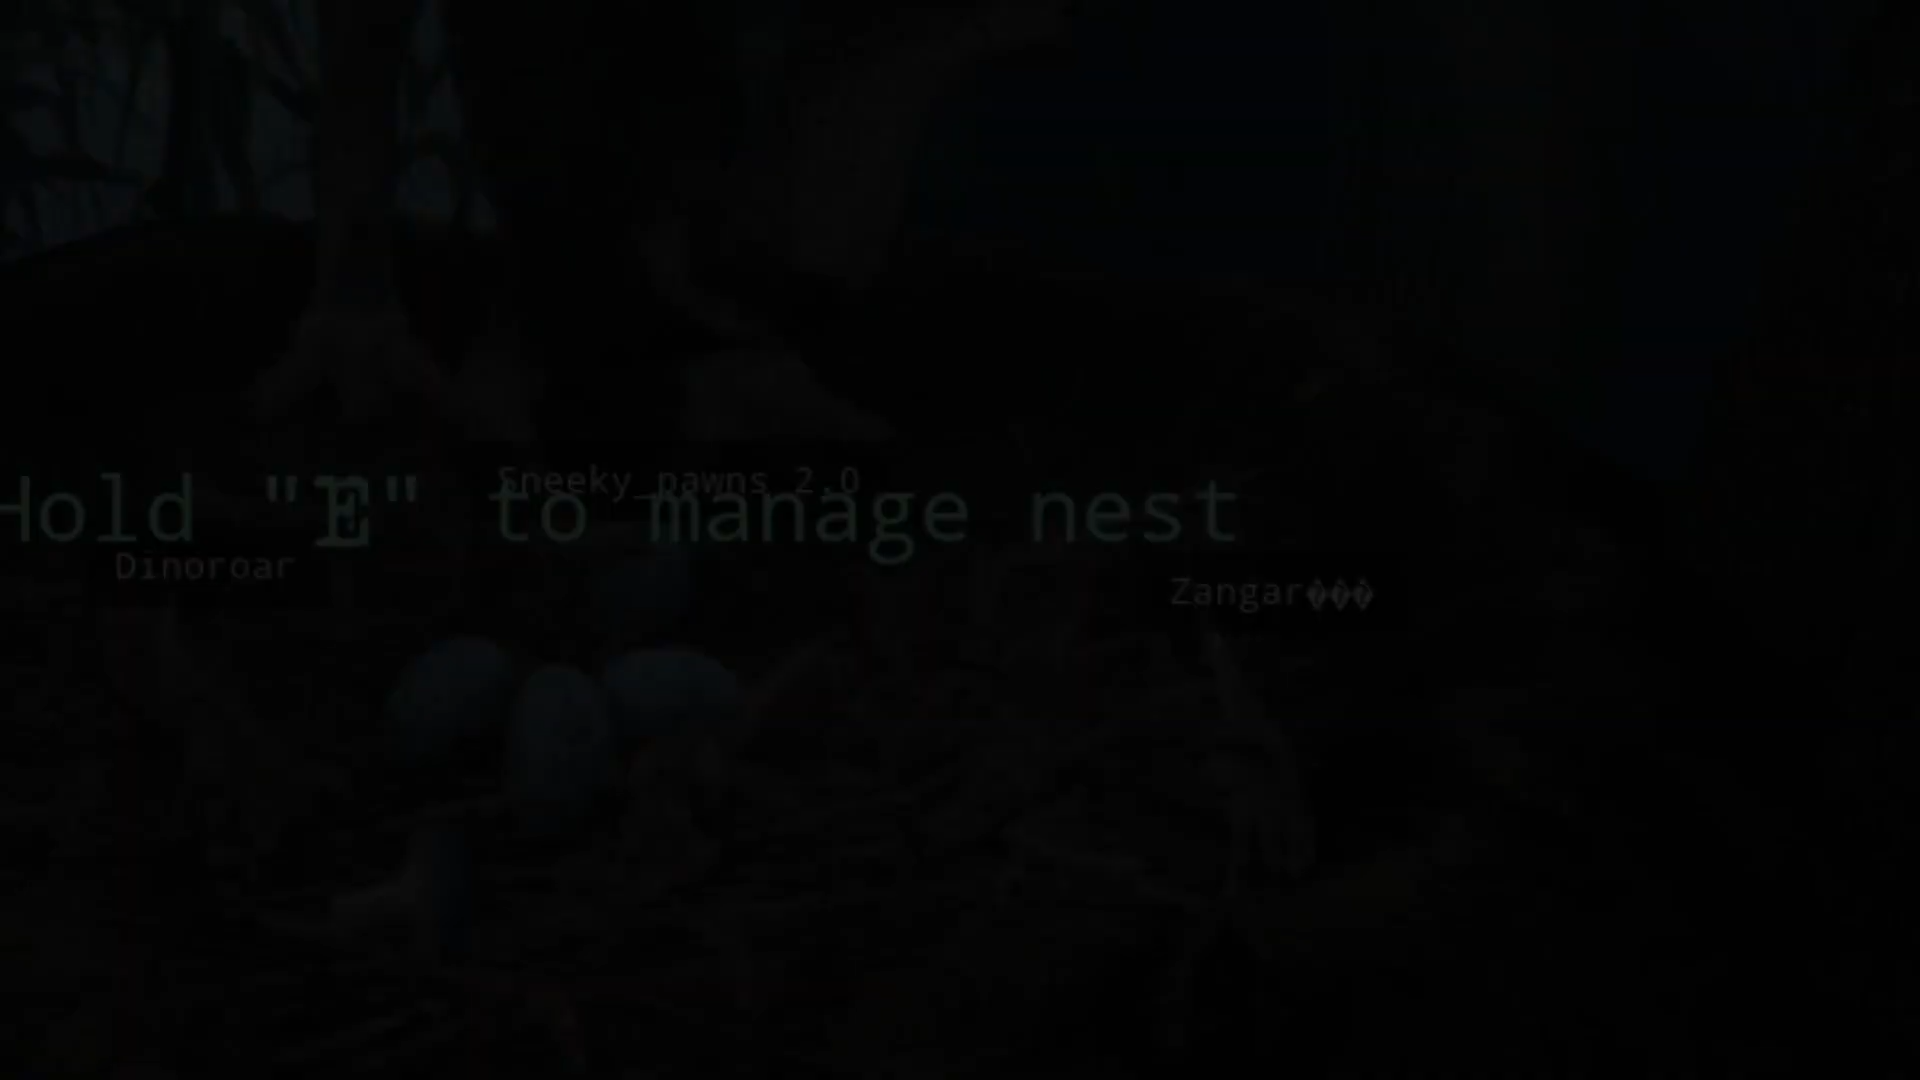 Sneeky_pawns 2.0
Hold "E" to manage nest
Dinoroar
Zangar���